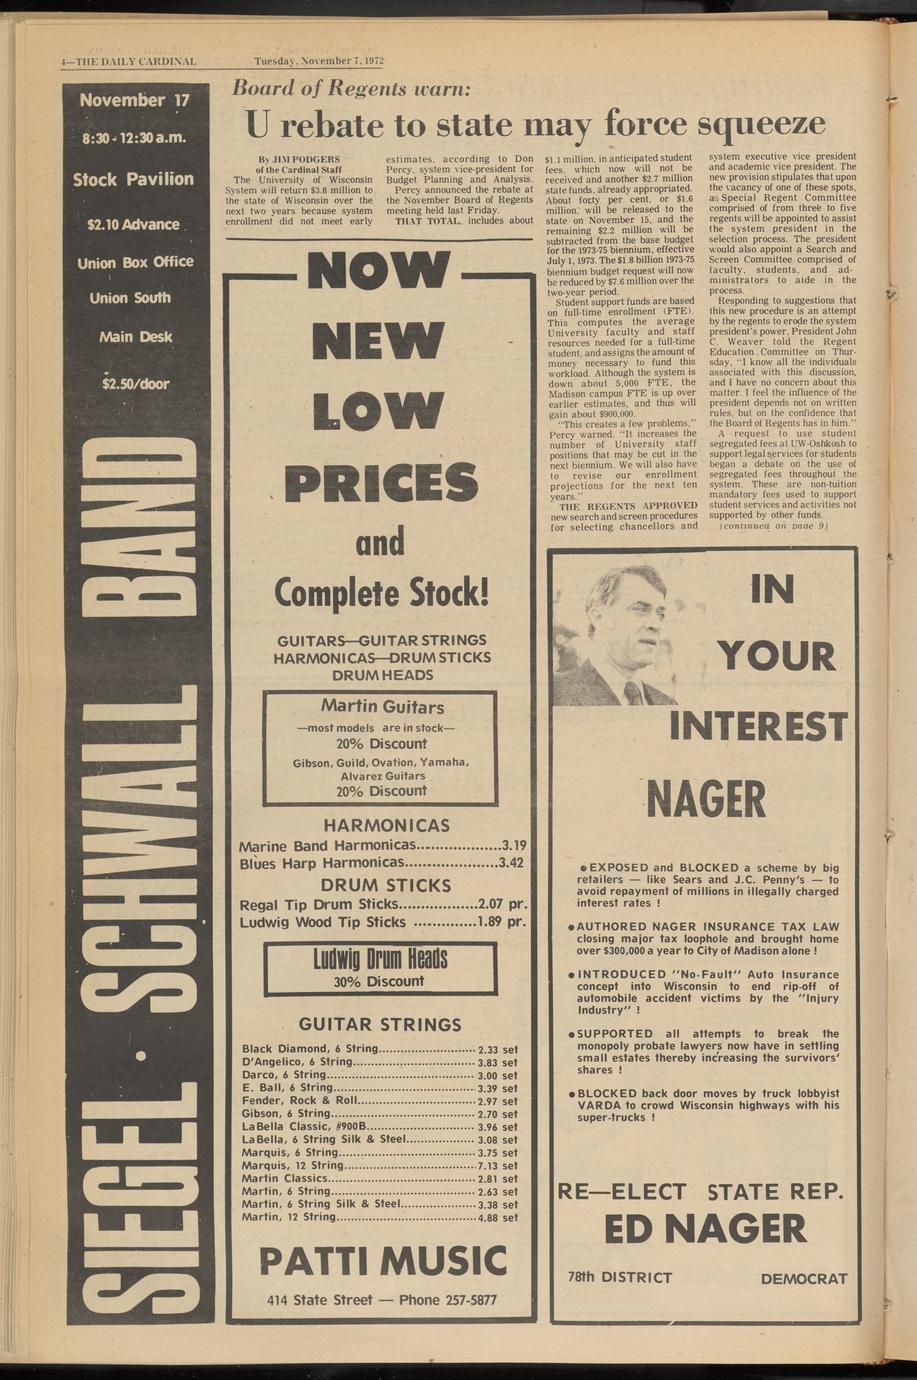 4—THE DAILY CARDINAL
Tuesday, November 7, 1972
November 17
8:30 - 12:30 a.m.
Stock Pavilion
$2.10 Advance
Union Box Office
Union South
Main Desk
$2.50/door
SIEGEL · SCHWALL BAND
Board of Regents warn:
U rebate to state may force squeeze
By JIM PODGERS
of the Cardinal Staff
The University of Wisconsin
System will return $3.8 million to
the state of Wisconsin over the
next two years because system
enrollment did not meet early
estimates, according to Don
Percy, system vice-president for
Budget Planning and Analysis.
Percy announced the rebate at
the November Board of Regents
meeting held last Friday.
THAT TOTAL, includes about
$1.1 million, in anticipated student
fees, which now will not be
received and another $2.7 million
state funds, already appropriated.
About forty per cent, or $1.6
million, will be released to the
state on November 15, and the
remaining $2.2 million will be
subtracted from the base budget
for the 1973-75 biennium, effective
July 1, 1973. The $1.8 billion 1973-75
biennium budget request will now
be reduced by $7.6 million over the
two-year period.
Student support funds are based
on full-time enrollment (FTE).
This computes the average
University faculty and staff
resources needed for a full-time
student, and assigns the amount of
money necessary to fund this
workload. Although the system is
down about 5,000 FTE, the
Madison campus FTE is up over
earlier estimates, and thus will
gain about $900,000.
"This creates a few problems,"
Percy warned. "It increases the
number of University staff
positions that may be cut in the
next biennium. We will also have
to revise our enrollment
projections for the next ten
years."
THE REGENTS APPROVED
new search and screen procedures
for selecting chancellors and
system executive vice president
and academic vice president. The
new provision stipulates that upon
the vacancy of one of these spots,
a Special Regent Committee
comprised of from three to five
regents will be appointed to assist
the system president in the
selection process. The president
would also appoint a Search and
Screen Committee comprised of
faculty, students, and ad-
ministrators to aide in the
process.
Responding to suggestions that
this new procedure is an attempt
by the regents to erode the system
president's power, President John
C. Weaver told the Regent
Education Committee on Thur-
sday, "I know all the individuals
associated with this discussion,
and I have no concern about this
matter. I feel the influence of the
president depends not on written
rules, but on the confidence that
the Board of Regents has in him."
A request to use student
segregated fees at UW-Oshkosh to
support legal services for students
began a debate on the use of
segregated fees throughout the
system. These are non-tuition
mandatory fees used to support
student services and activities not
supported by other funds.
(continued on page 9)
NOW
NEW
LOW
PRICES
and
Complete Stock!
GUITARS—GUITAR STRINGS
HARMONICAS—DRUM STICKS
DRUM HEADS
Martin Guitars
—most models are in stock—
20% Discount
Gibson, Guild, Ovation, Yamaha,
Alvarez Guitars
20% Discount
HARMONICAS
Marine Band Harmonicas....................3.19
Blues Harp Harmonicas......................3.42
DRUM STICKS
Regal Tip Drum Sticks................2.07 pr.
Ludwig Wood Tip Sticks .............1.89 pr.
Ludwig Drum Heads
30% Discount
GUITAR STRINGS
Black Diamond, 6 String.........................2.33 set
D'Angelico, 6 String...............................3.83 set
Darco, 6 String.......................................3.00 set
E. Ball, 6 String.....................................3.39 set
Fender, Rock & Roll...............................2.97 set
Gibson, 6 String.....................................2.70 set
LaBella Classic, #900B...........................3.96 set
LaBella, 6 String Silk & Steel.................3.08 set
Marquis, 6 String...................................3.75 set
Marquis, 12 String.................................7.13 set
Martin Classics......................................2.81 set
Martin, 6 String.....................................2.63 set
Martin, 6 String Silk & Steel...................3.38 set
Martin, 12 String...................................4.88 set
PATTI MUSIC
414 State Street — Phone 257-5877
IN
YOUR
INTEREST
NAGER
●EXPOSED and BLOCKED a scheme by big
retailers — like Sears and J.C. Penny's — to
avoid repayment of millions in illegally charged
interest rates !
●AUTHORED NAGER INSURANCE TAX LAW
closing major tax loophole and brought home
over $300,000 a year to City of Madison alone !
●INTRODUCED "No-Fault" Auto Insurance
concept into Wisconsin to end rip-off of
automobile accident victims by the "Injury
Industry" !
●SUPPORTED all attempts to break the
monopoly probate lawyers now have in settling
small estates thereby increasing the survivors'
shares !
●BLOCKED back door moves by truck lobbyist
VARDA to crowd Wisconsin highways with his
super-trucks !
RE—ELECT STATE REP.
ED NAGER
78th DISTRICT
DEMOCRAT